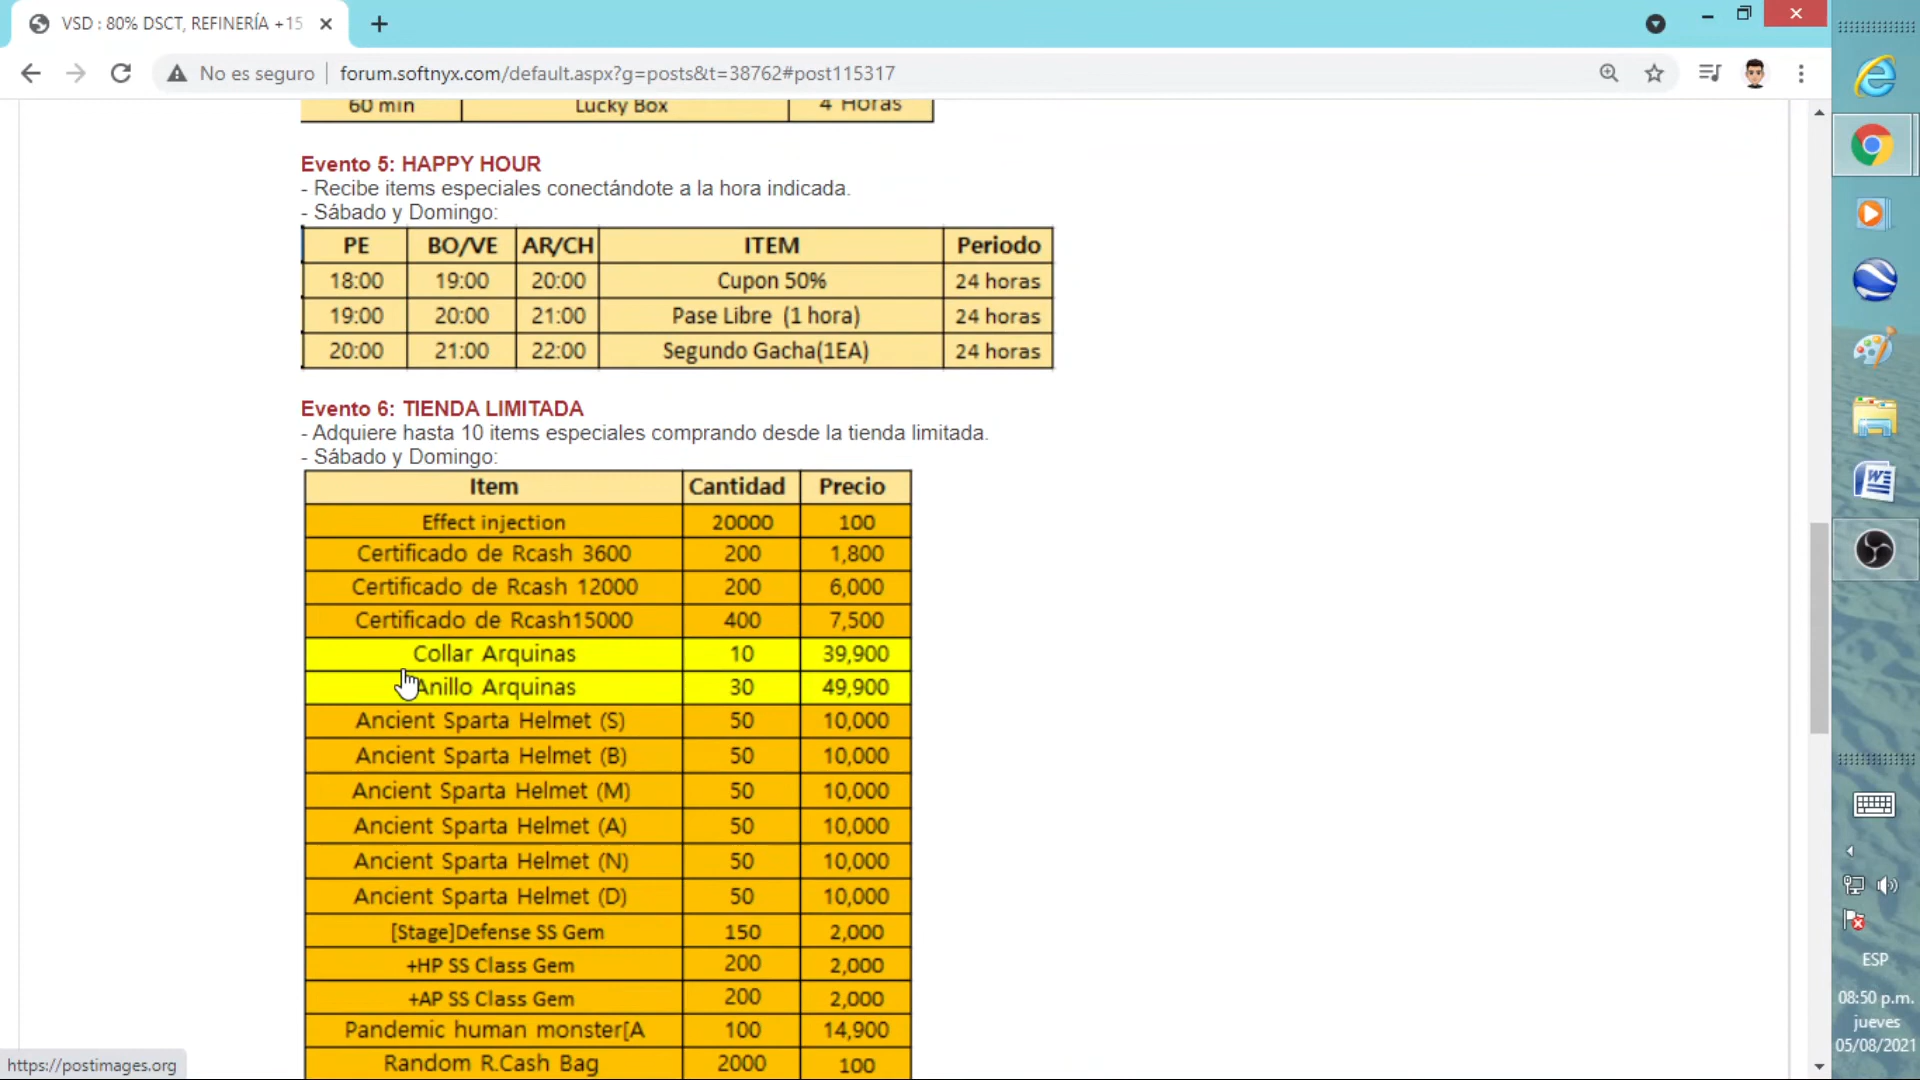 VSD : 80% DSCT, REFINERÍA +15
No es seguro
forum.softnyx.com/default.aspx?g=posts&t=38762#post115317
60 min Lucky Box 4 Horas
Evento 5: HAPPY HOUR
- Recibe items especiales conectándote a la hora indicada.
- Sábado y Domingo:
PE BO/VE AR/CH ITEM Periodo
18:00 19:00 20:00 Cupon 50% 24 horas
19:00 20:00 21:00 Pase Libre (1 hora) 24 horas
20:00 21:00 22:00 Segundo Gacha(1EA) 24 horas
Evento 6: TIENDA LIMITADA
- Adquiere hasta 10 items especiales comprando desde la tienda limitada.
- Sábado y Domingo:
Item Cantidad Precio
Effect injection 20000 100
Certificado de Rcash 3600 200 1,800
Certificado de Rcash 12000 200 6,000
Certificado de Rcash15000 400 7,500
Collar Arquinas 10 39,900
Anillo Arquinas 30 49,900
Ancient Sparta Helmet (S) 50 10,000
Ancient Sparta Helmet (B) 50 10,000
Ancient Sparta Helmet (M) 50 10,000
Ancient Sparta Helmet (A) 50 10,000
Ancient Sparta Helmet (N) 50 10,000
Ancient Sparta Helmet (D) 50 10,000
[Stage]Defense SS Gem 150 2,000
+HP SS Class Gem 200 2,000
+AP SS Class Gem 200 2,000
Pandemic human monster[A 100 14,900
Random R.Cash Bag 2000 100
https://postimages.org
ESP
08:50 p.m.
jueves
05/08/2021